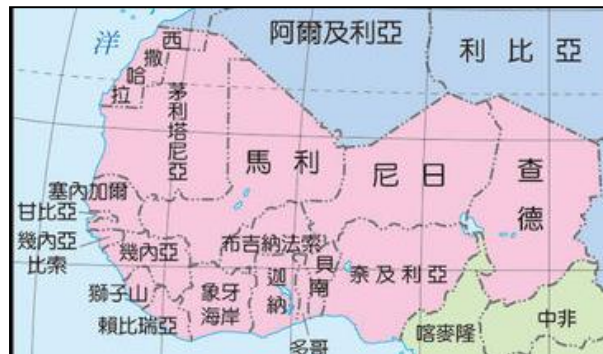 洋
西撒哈拉
阿爾及利亞
利比亞
茅利塔尼亞
馬利
尼日
查德
塞內加爾
甘比亞
幾內亞
比索
幾內亞
布吉納法索
獅子山
賴比瑞亞
象牙
海岸
迦納
多哥
貝南
奈及利亞
喀麥隆
中非